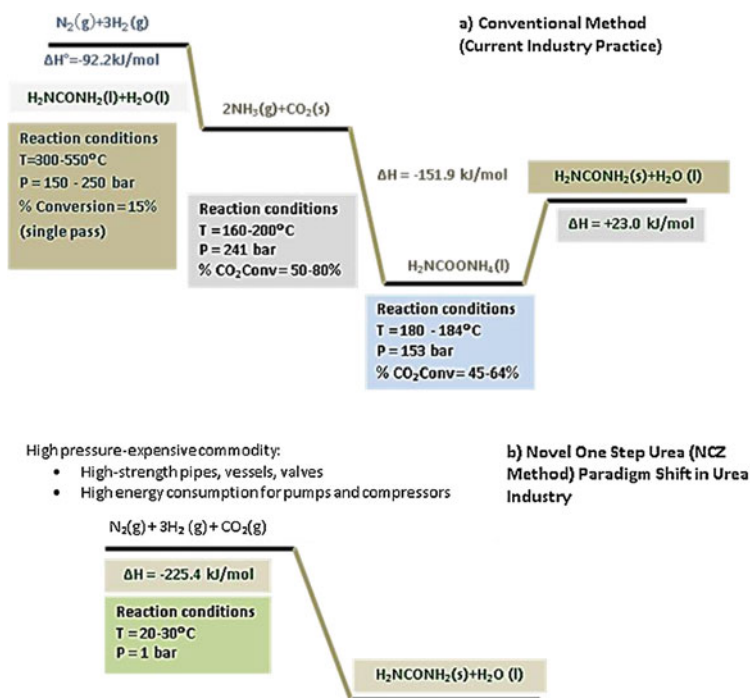 N₂(g)+3H₂(g)
ΔH°=-92.2kJ/mol
H₂NCONH₂(l)+H₂O(l)
Reaction conditions
T=300-550°C
P = 150 - 250 bar
% Conversion=15%
(single pass)
a) Conventional Method
(Current Industry Practice)
2NH₃(g)+CO₂(s)
Reaction conditions
T = 160-200°C
P = 241 bar
% CO₂Conv= 50-80%
ΔH = -151.9 kJ/mol
H₂NCOONH₄(l)
Reaction conditions
T = 180 - 184°C
P = 153 bar
% CO₂Conv= 45-64%
H₂NCONH₂(s)+H₂O (l)
ΔH = +23.0 kJ/mol
High pressure-expensive commodity:
• High-strength pipes, vessels, valves
• High energy consumption for pumps and compressors
b) Novel One Step Urea (NCZ
Method) Paradigm Shift in Urea
Industry
N₂(g)+ 3H₂ (g) + CO₂(g)
ΔH = -225.4 kJ/mol
Reaction conditions
T = 20-30°C
P = 1 bar
H₂NCONH₂(s)+H₂O (l)